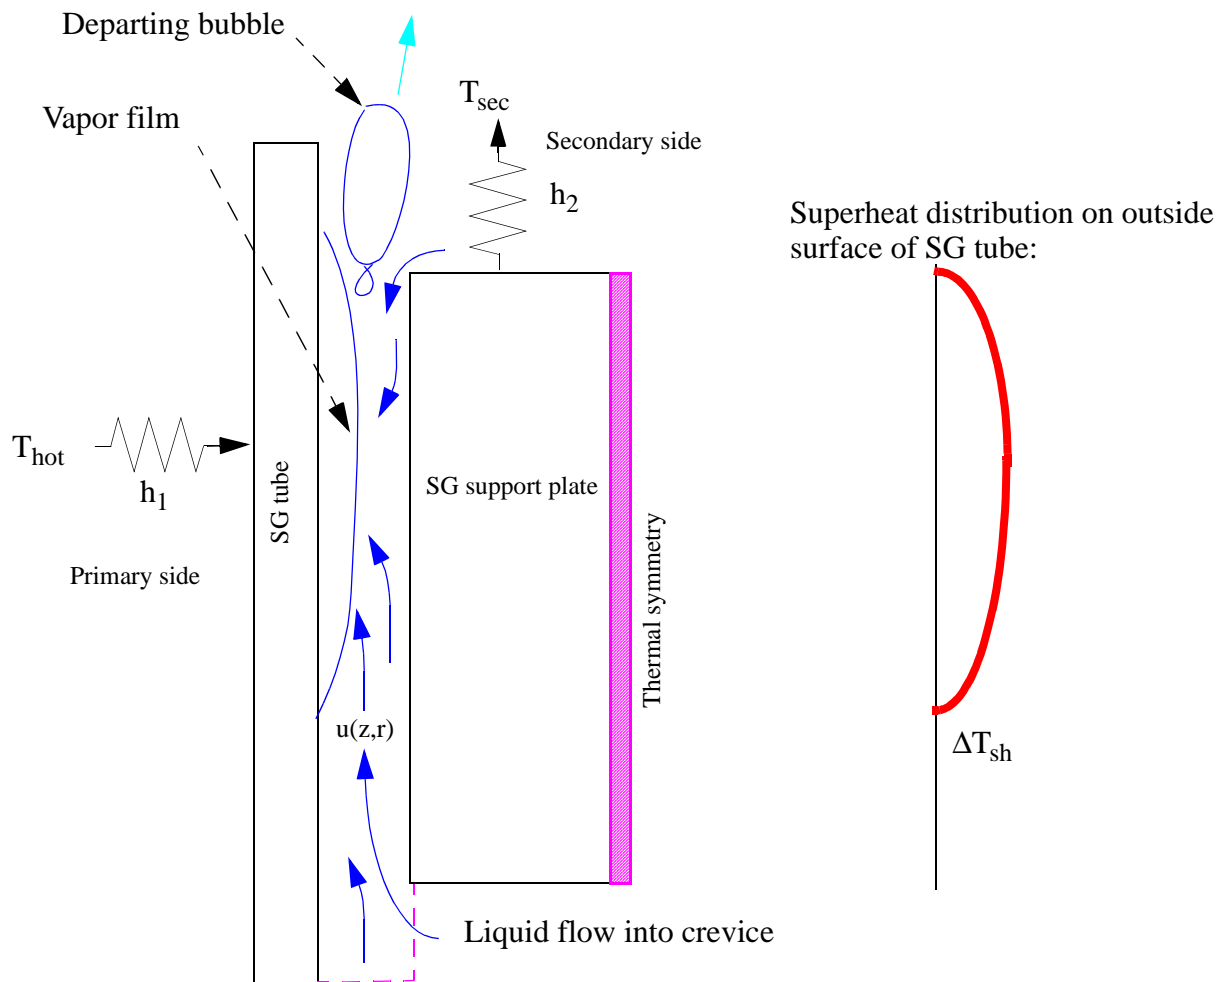 Departing bubble
T_sec
Vapor film
Secondary side
h_2
Superheat distribution on outside
surface of SG tube:
T_hot
h_1
SG tube
SG support plate
Primary side
Thermal symmetry
u(z,r)
ΔT_sh
Liquid flow into crevice